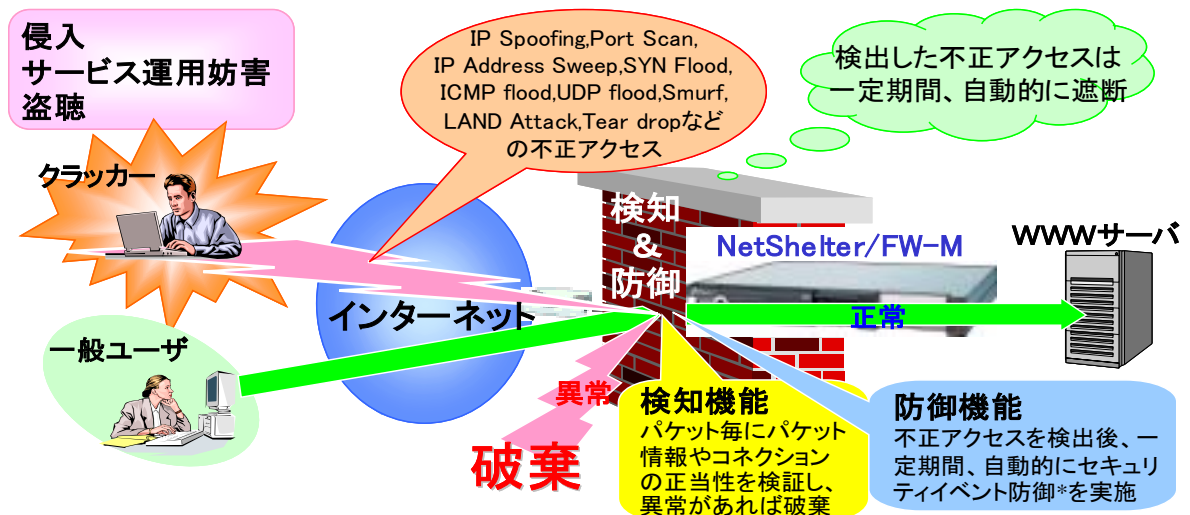 侵入
サービス運用妨害
盗聴
IP Spoofing,Port Scan,
IP Address Sweep,SYN Flood,
ICMP flood,UDP flood,Smurf,
LAND Attack,Tear dropなど
の不正アクセス
検出した不正アクセスは
一定期間、自動的に遮断
クラッカー
検知
&
防御
NetShelter/FW-M
WWWサーバ
インターネット
正常
一般ユーザ
異常
破棄
検知機能
パケット毎にパケット
情報やコネクション
の正当性を検証し、
異常があれば破棄
防御機能
不正アクセスを検出後、一
定期間、自動的にセキュリ
ティイベント防御*を実施